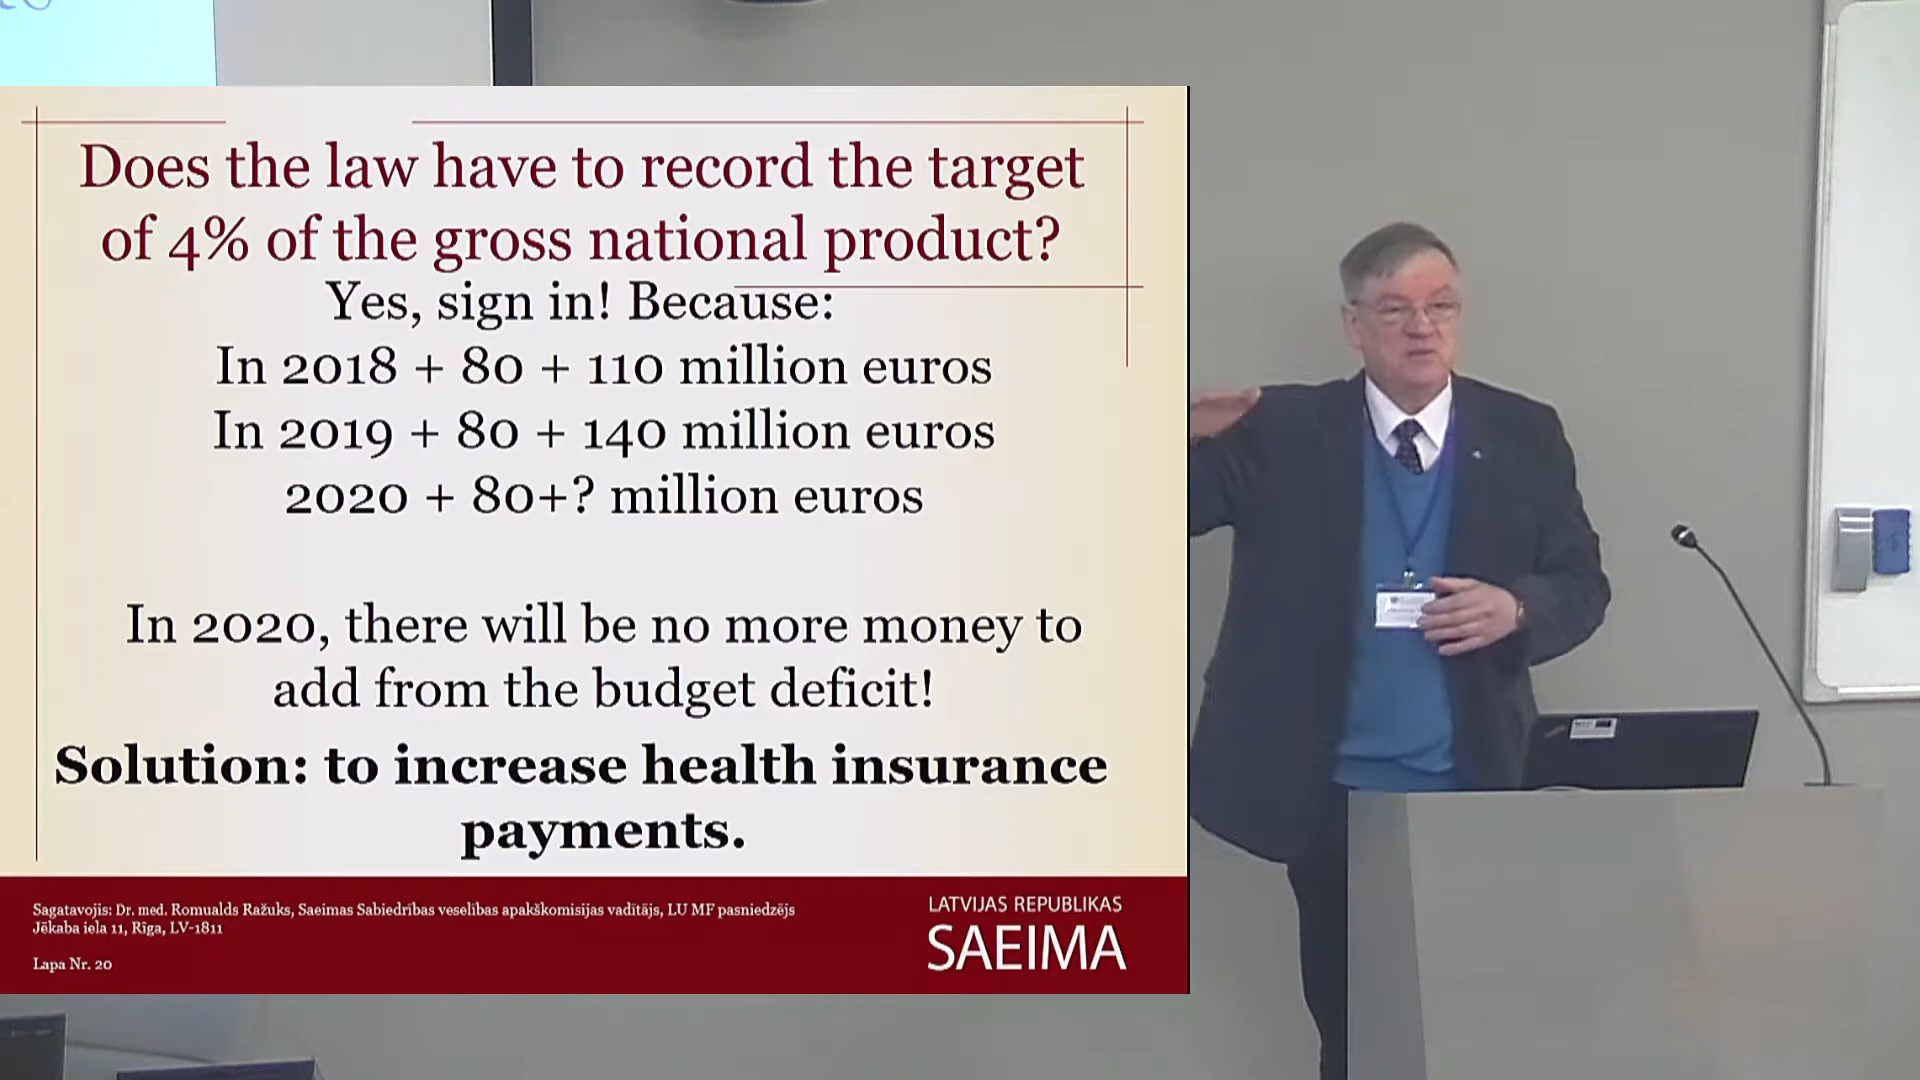 Does the law have to record the target
of 4% of the gross national product?
Yes, sign in! Because:
In 2018 + 80 + 110 million euros
In 2019 + 80 + 140 million euros
2020 + 80+? million euros
In 2020, there will be no more money to
add from the budget deficit!
Solution: to increase health insurance
payments.
Sagatavojis: Dr. med. Romualds Ražuks, Saeimas Sabiedrības veselības apakškomisijas vadītājs, LU MF pasniedzējs
Jēkaba iela 11, Rīga, LV-1811
Lapa Nr. 20
LATVIJAS REPUBLIKAS
SAEIMA